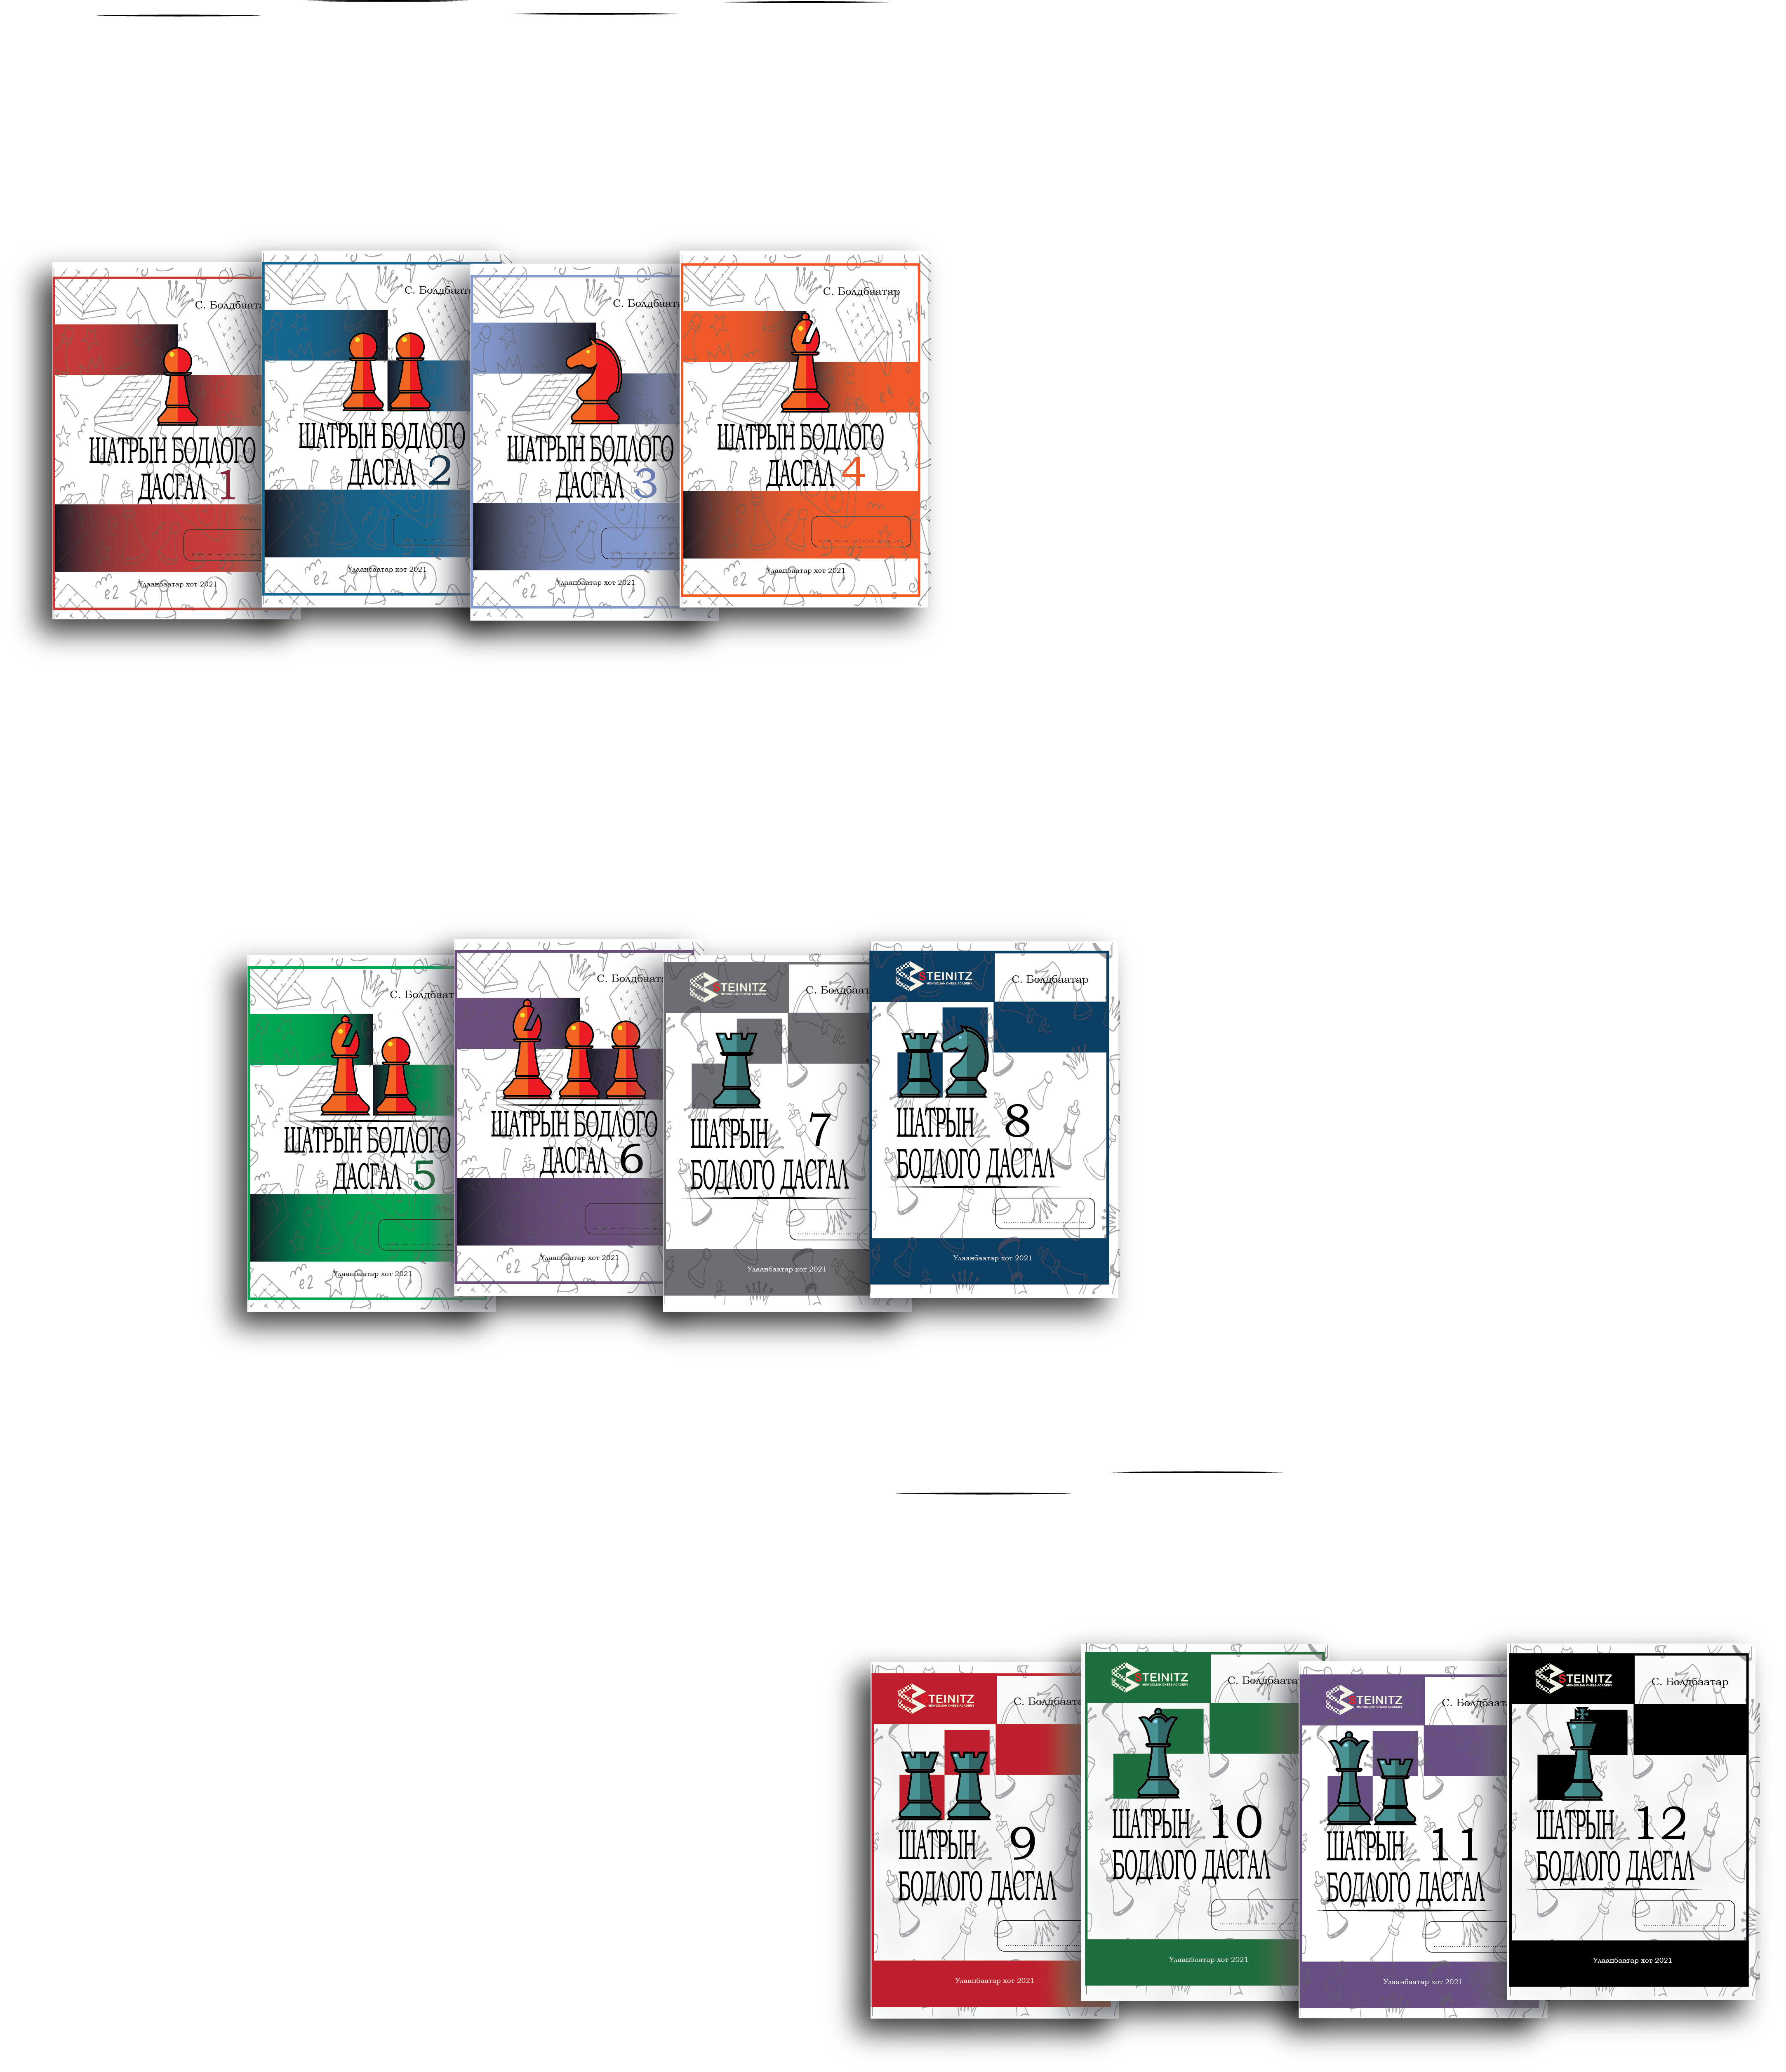 С. Болдбаата
ШАТРЫН БОДЛОГО
ДАСГАЛ 1
Улаанбаатар хот 2021
С. Болдбаата
ШАТРЫН БОДЛОГО
ДАСГАЛ 2
Улаанбаатар хот 2021
С. Болдбаата
ШАТРЫН БОДЛОГО
ДАСГАЛ 3
Улаанбаатар хот 2021
С. Болдбаатар
ШАТРЫН БОДЛОГО
ДАСГАЛ 4
Улаанбаатар хот 2021
С. Болдбаат
ШАТРЫН БОДЛОГО
ДАСГАЛ 5
Улаанбаатар хот 2021
С. Болдбаата
ШАТРЫН БОДЛОГО
ДАСГАЛ 6
Улаанбаатар хот 2021
STEINITZ
MONGOLIAN CHESS ACADEMY
С. Болдбаат
ШАТРЫН 7
БОДЛОГО ДАСГАЛ
Улаанбаатар хот 2021
STEINITZ
MONGOLIAN CHESS ACADEMY
С. Болдбаатар
ШАТРЫН 8
БОДЛОГО ДАСГАЛ
Улаанбаатар хот 2021
STEINITZ
MONGOLIAN CHESS ACADEMY
С. Болдбаата
ШАТРЫН 9
БОДЛОГО ДАСГАЛ
Улаанбаатар хот 2021
STEINITZ
MONGOLIAN CHESS ACADEMY
С. Болдбаата
ШАТРЫН 10
БОДЛОГО ДАСГАЛ
Улаанбаатар хот 2021
STEINITZ
MONGOLIAN CHESS ACADEMY
С. Болдбаата
ШАТРЫН 11
БОДЛОГО ДАСГАЛ
Улаанбаатар хот 2021
STEINITZ
MONGOLIAN CHESS ACADEMY
С. Болдбаатар
ШАТРЫН 12
БОДЛОГО ДАСГАЛ
Улаанбаатар хот 2021